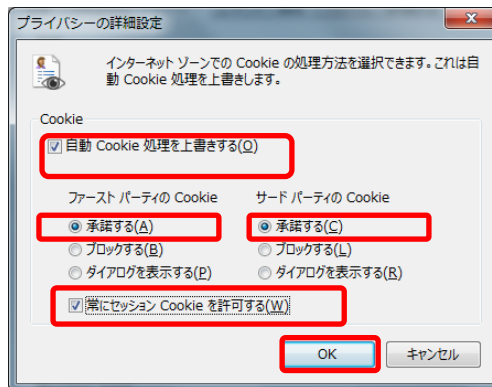 プライバシーの詳細設定
インターネット ゾーンでの Cookie の処理方法を選択できます。これは自
動 Cookie 処理を上書きします。
Cookie
自動 Cookie 処理を上書きする(O)
ファースト パーティの Cookie サード パーティの Cookie
承諾する(A) 承諾する(C)
ブロックする(B) ブロックする(L)
ダイアログを表示する(P) ダイアログを表示する(R)
常にセッション Cookie を許可する(W)
OK キャンセル